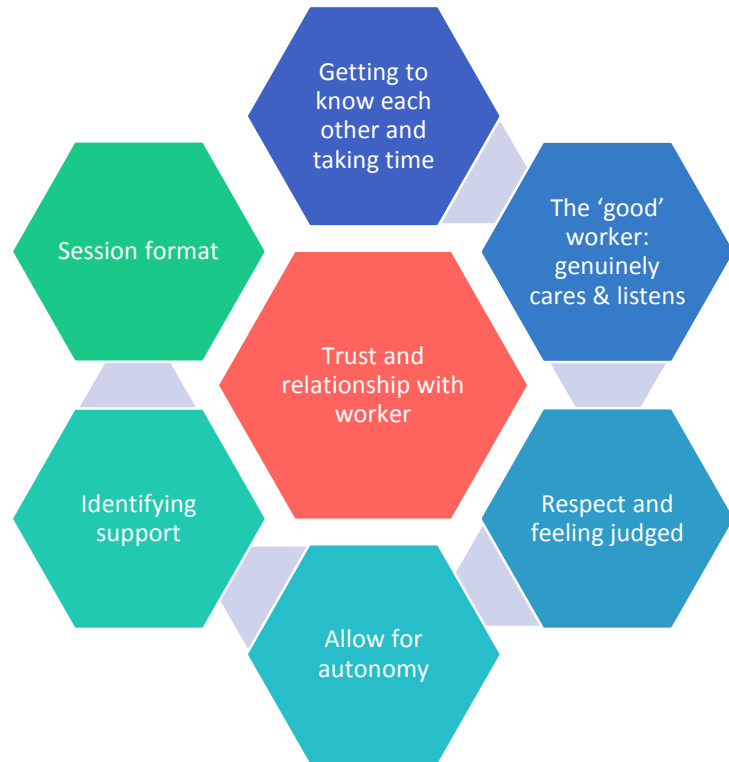 Getting to
know each
other and
taking time
The ‘good’
worker:
genuinely
cares & listens
Respect and
feeling judged
Allow for
autonomy
Identifying
support
Session format
Trust and
relationship with
worker